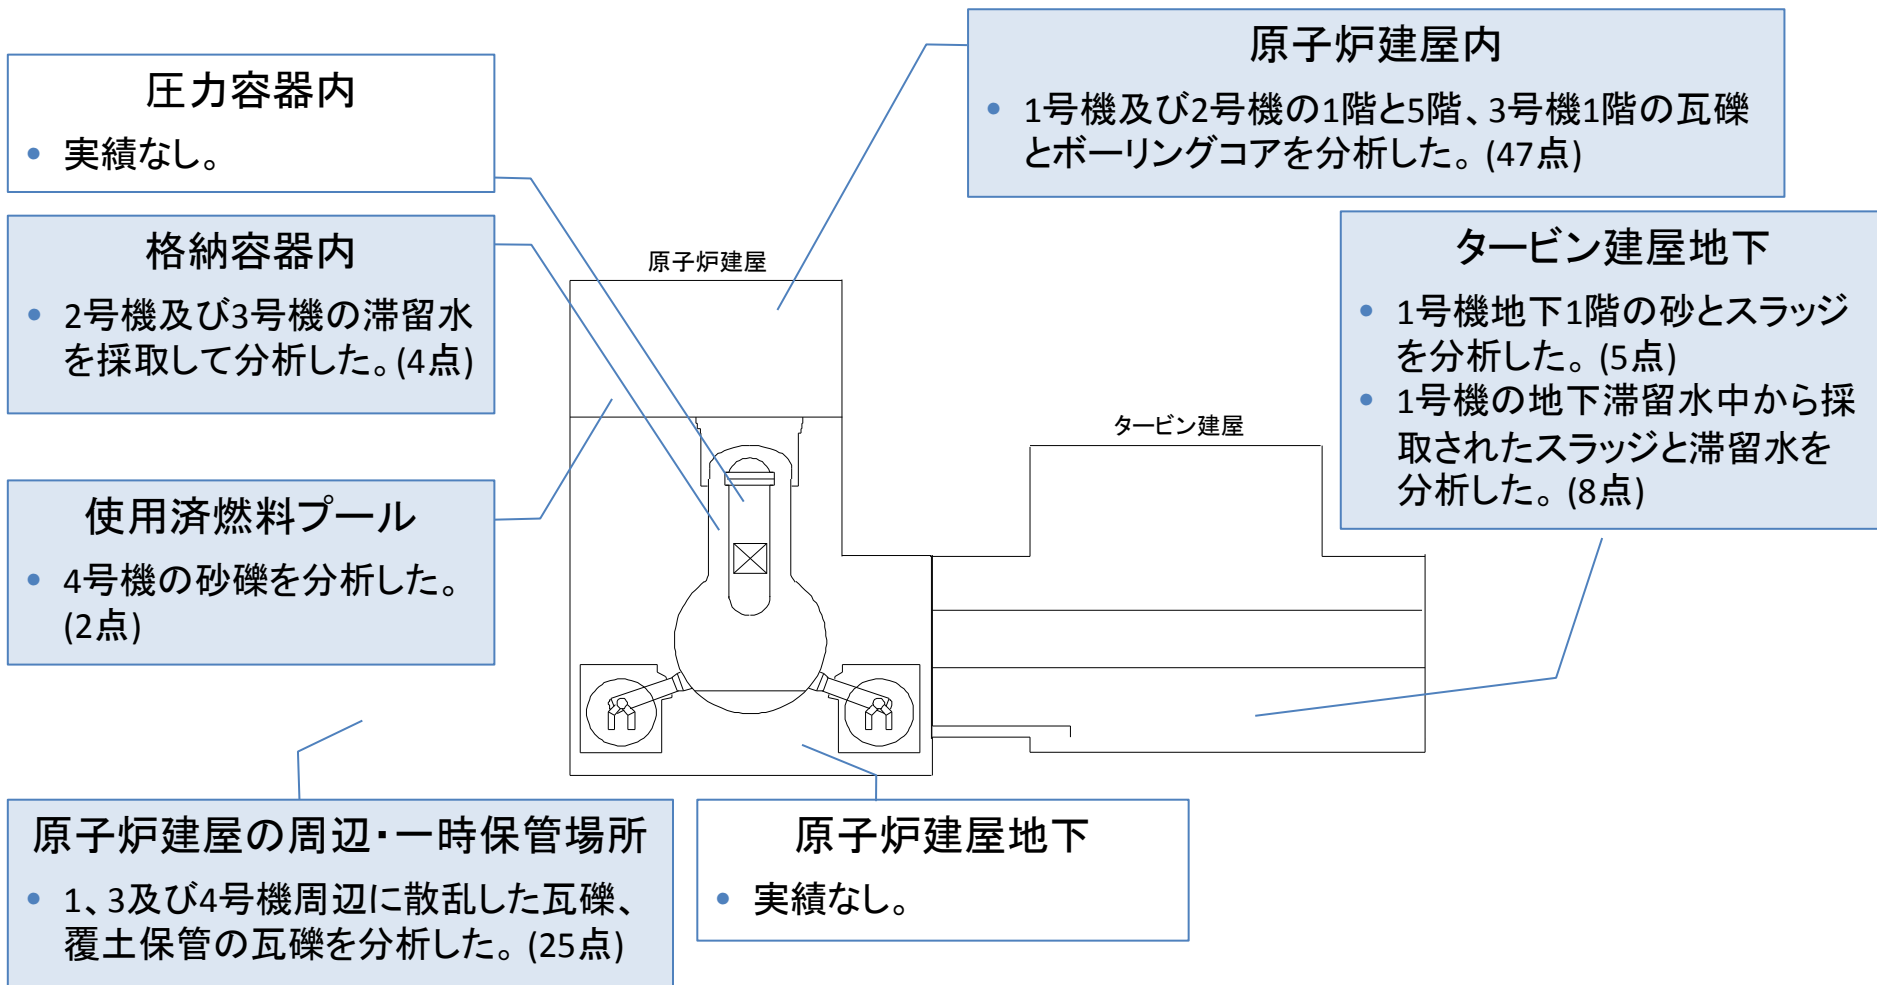 圧力容器内
• 実績なし。
格納容器内
• 2号機及び3号機の滞留水
を採取して分析した。(4点)
使用済燃料プール
• 4号機の砂礫を分析した。
(2点)
原子炉建屋の周辺・一時保管場所
• 1、3及び4号機周辺に散乱した瓦礫、
覆土保管の瓦礫を分析した。(25点)
原子炉建屋
原子炉建屋内
• 1号機及び2号機の1階と5階、3号機1階の瓦礫
とボーリングコアを分析した。(47点)
タービン建屋地下
• 1号機地下1階の砂とスラッジ
を分析した。(5点)
• 1号機の地下滞留水中から採
取されたスラッジと滞留水を
分析した。(8点)
タービン建屋
原子炉建屋地下
• 実績なし。